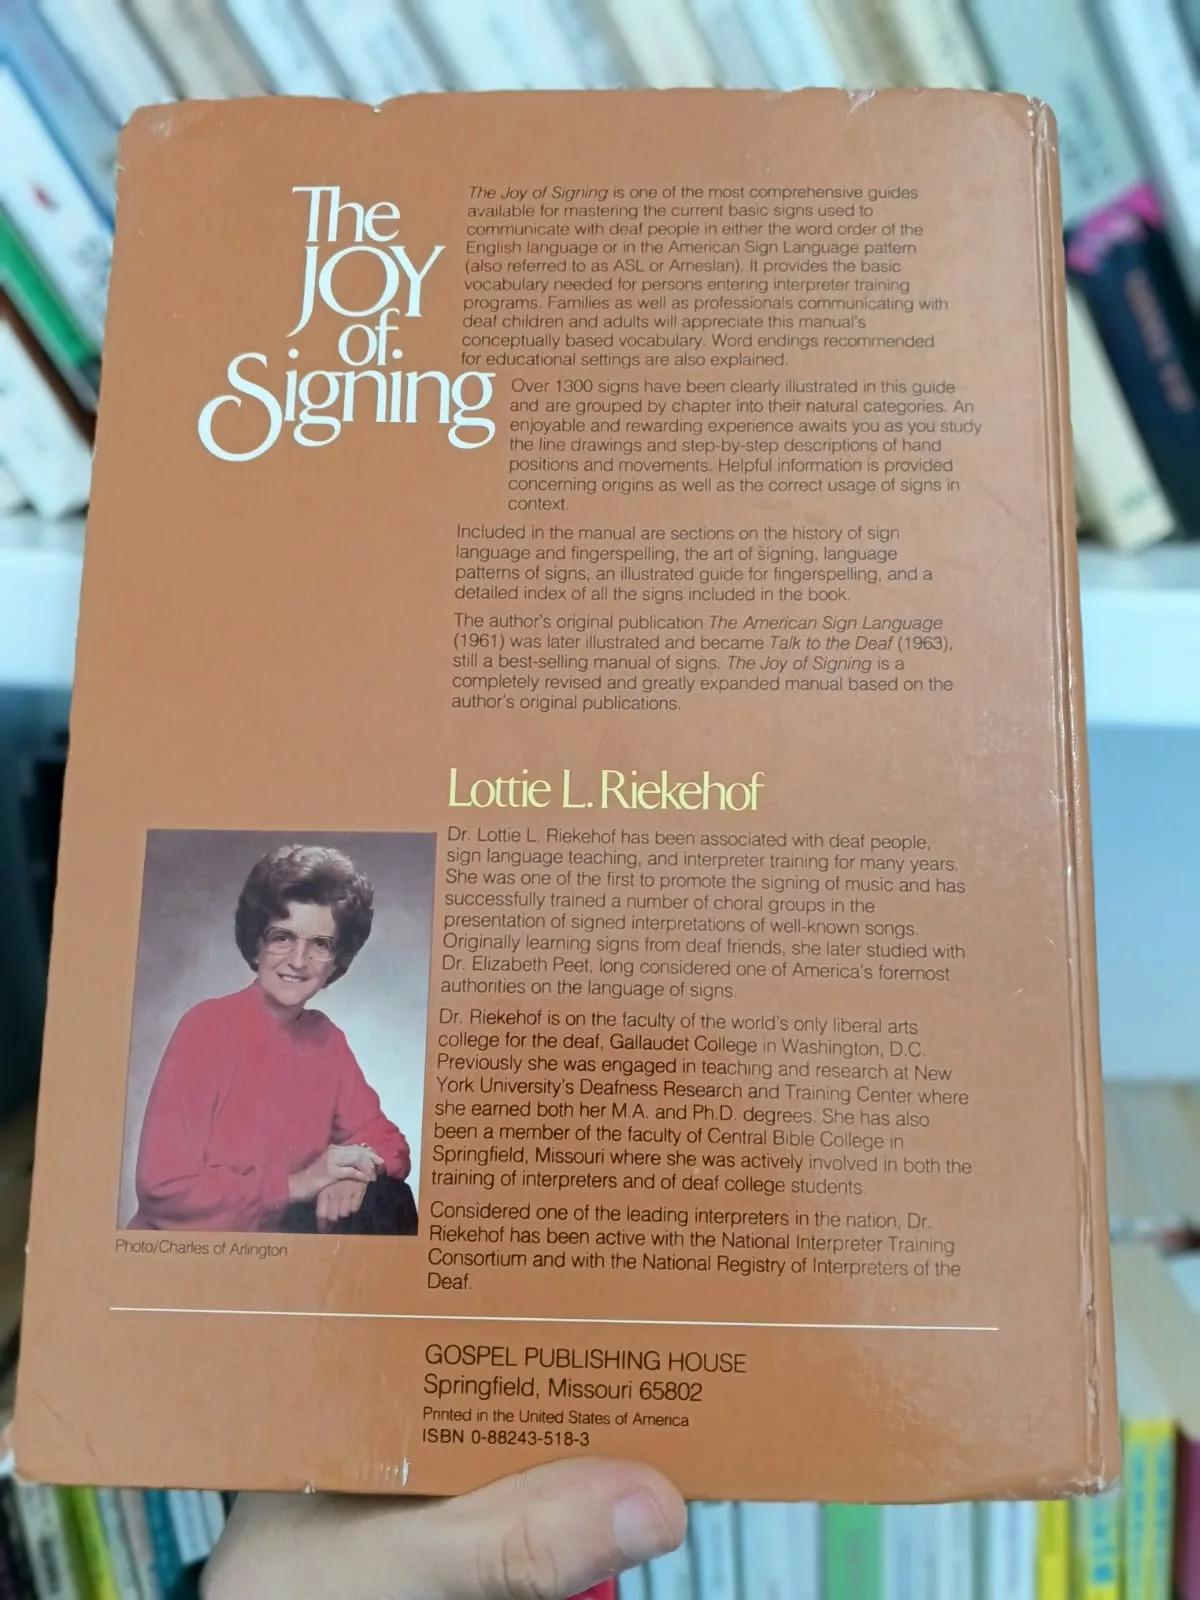 The
JOY
of
Signing
The Joy of Signing is one of the most comprehensive guides
available for mastering the current basic signs used to
communicate with deaf people in either the word order of the
English language or in the American Sign Language pattern
(also referred to as ASL or Ameslan). It provides the basic
vocabulary needed for persons entering interpreter training
programs. Families as well as professionals communicating with
deaf children and adults will appreciate this manual's
conceptually based vocabulary. Word endings recommended
for educational settings are also explained.
Over 1300 signs have been clearly illustrated in this guide
and are grouped by chapter into their natural categories. An
enjoyable and rewarding experience awaits you as you study
the line drawings and step-by-step descriptions of hand
positions and movements. Helpful information is provided
concerning origins as well as the correct usage of signs in
context.
Included in the manual are sections on the history of sign
language and fingerspelling, the art of signing, language
patterns of signs, an illustrated guide for fingerspelling, and a
detailed index of all the signs included in the book.
The author's original publication The American Sign Language
(1961) was later illustrated and became Talk to the Deaf (1963),
still a best-selling manual of signs. The Joy of Signing is a
completely revised and greatly expanded manual based on the
author's original publications.
Lottie L. Riekehof
Dr. Lottie L. Riekehof has been associated with deaf people,
sign language teaching, and interpreter training for many years.
She was one of the first to promote the signing of music and has
successfully trained a number of choral groups in the
presentation of signed interpretations of well-known songs.
Originally learning signs from deaf friends, she later studied with
Dr. Elizabeth Peet, long considered one of America's foremost
authorities on the language of signs.
Dr. Riekehof is on the faculty of the world's only liberal arts
college for the deaf, Gallaudet College in Washington, D.C.
Previously she was engaged in teaching and research at New
York University's Deafness Research and Training Center where
she earned both her M.A. and Ph.D. degrees. She has also
been a member of the faculty of Central Bible College in
Springfield, Missouri where she was actively involved in both the
training of interpreters and of deaf college students.
Considered one of the leading interpreters in the nation, Dr.
Riekehof has been active with the National Interpreter Training
Consortium and with the National Registry of Interpreters of the
Deaf.
Photo/Charles of Arlington
GOSPEL PUBLISHING HOUSE
Springfield, Missouri 65802
Printed in the United States of America
ISBN 0-88243-518-3